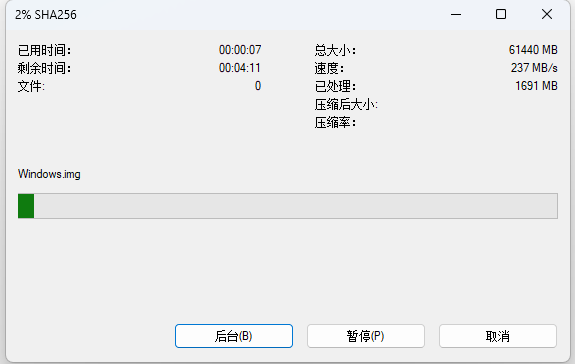 2% SHA256
已用时间： 00:00:07 总大小： 61440 MB
剩余时间： 00:04:11 速度： 237 MB/s
文件: 0 已处理： 1691 MB
压缩后大小:
压缩率：
Windows.img
后台(B) 暂停(P) 取消